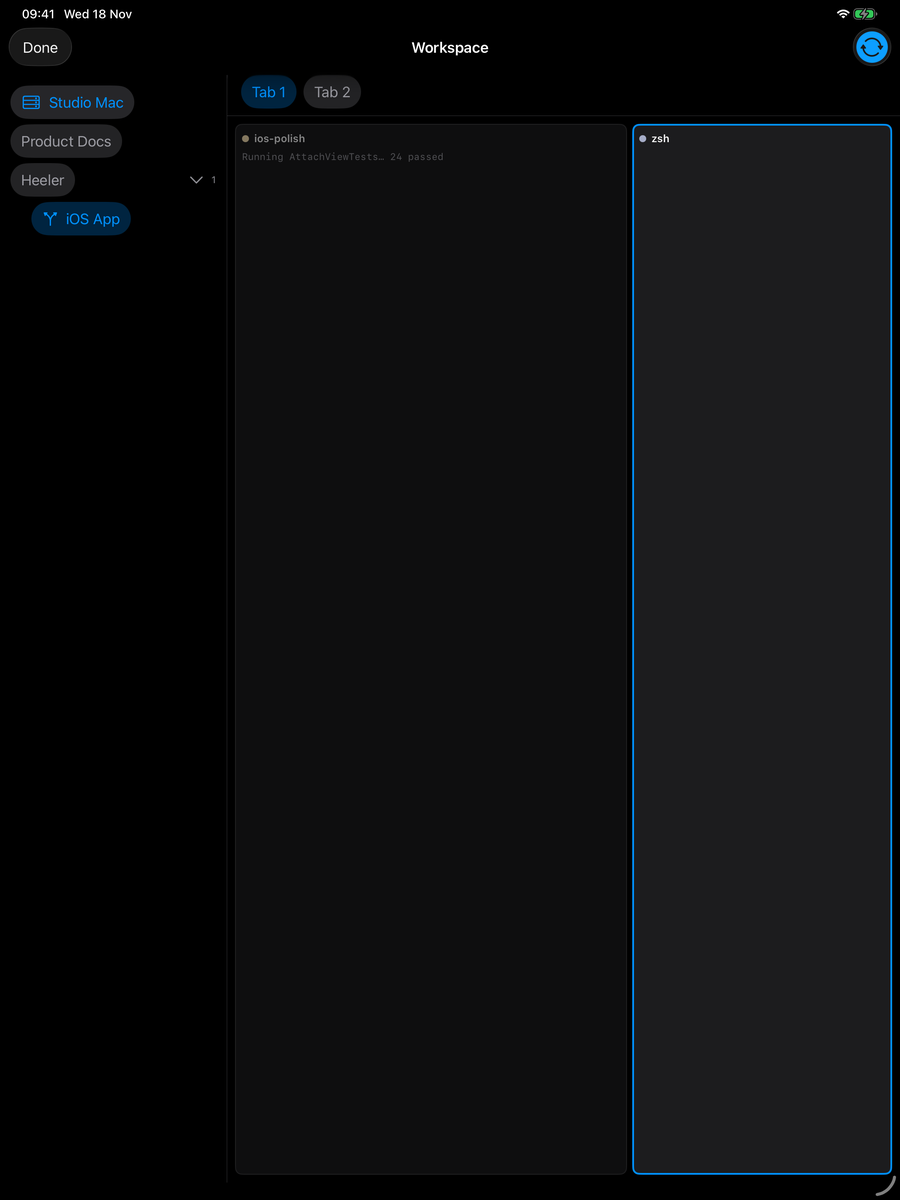 09:41 Wed 18 Nov
Done
Workspace
Studio Mac
Product Docs
Heeler
1
iOS App
Tab 1
Tab 2
ios-polish
Running AttachViewTests… 24 passed
zsh